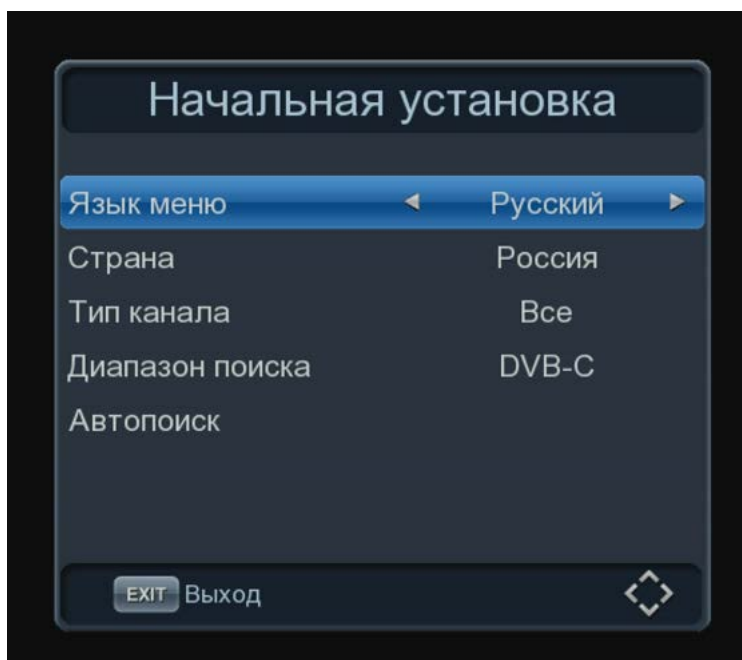 Начальная установка
Язык меню Русский
Страна Россия
Тип канала Все
Диапазон поиска DVB-C
Автопоиск
EXIT Выход